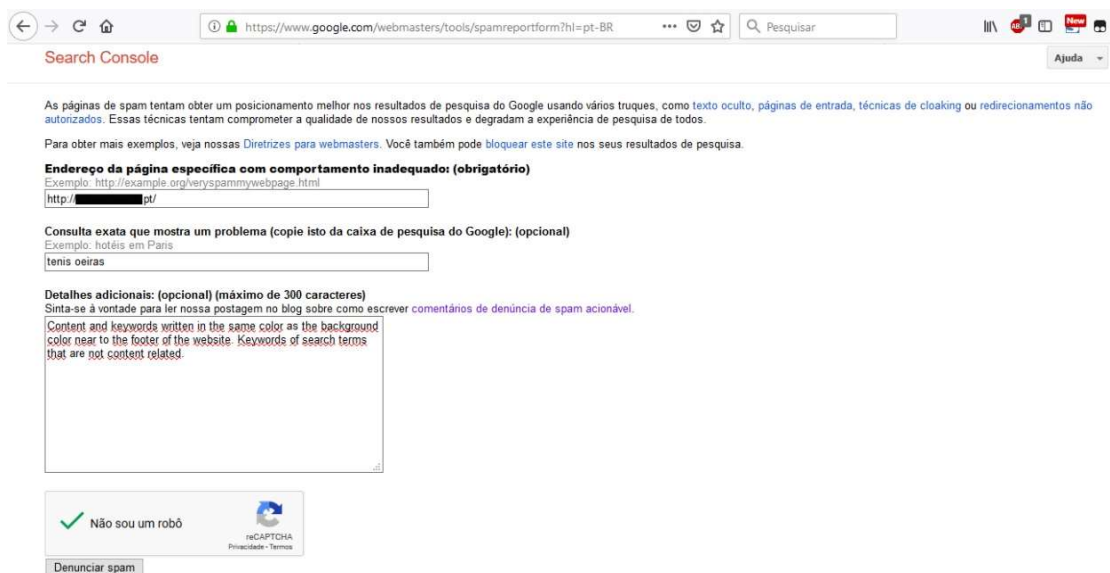 https://www.google.com/webmasters/tools/spamreportform?hl=pt-BR
Pesquisar
New
Search Console
Ajuda
As páginas de spam tentam obter um posicionamento melhor nos resultados de pesquisa do Google usando vários truques, como texto oculto, páginas de entrada, técnicas de cloaking ou redirecionamentos não
autorizados. Essas técnicas tentam comprometer a qualidade de nossos resultados e degradam a experiência de pesquisa de todos.
Para obter mais exemplos, veja nossas Diretrizes para webmasters. Você também pode bloquear este site nos seus resultados de pesquisa.
Endereço da página específica com comportamento inadequado: (obrigatório)
Exemplo: http://example.org/veryspammywebpage.html
http:// pt/
Consulta exata que mostra um problema (copie isto da caixa de pesquisa do Google): (opcional)
Exemplo: hotéis em Paris
tenis oeiras
Detalhes adicionais: (opcional) (máximo de 300 caracteres)
Sinta-se à vontade para ler nossa postagem no blog sobre como escrever comentários de denúncia de spam acionável.
Content and keywords written in the same color as the background
color near to the footer of the website. Keywords of search terms
that are not content related.
Não sou um robô
reCAPTCHA
Privacidade - Termos
Denunciar spam